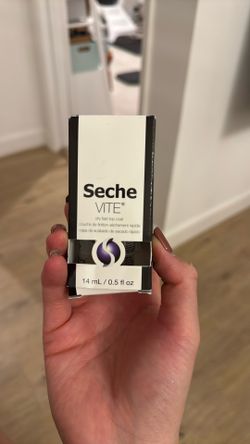 Seche
VITE®
dry fast top coat
couche de finition séchement rapide
capa de acabado de secado rápido
14 mL / 0.5 fl oz